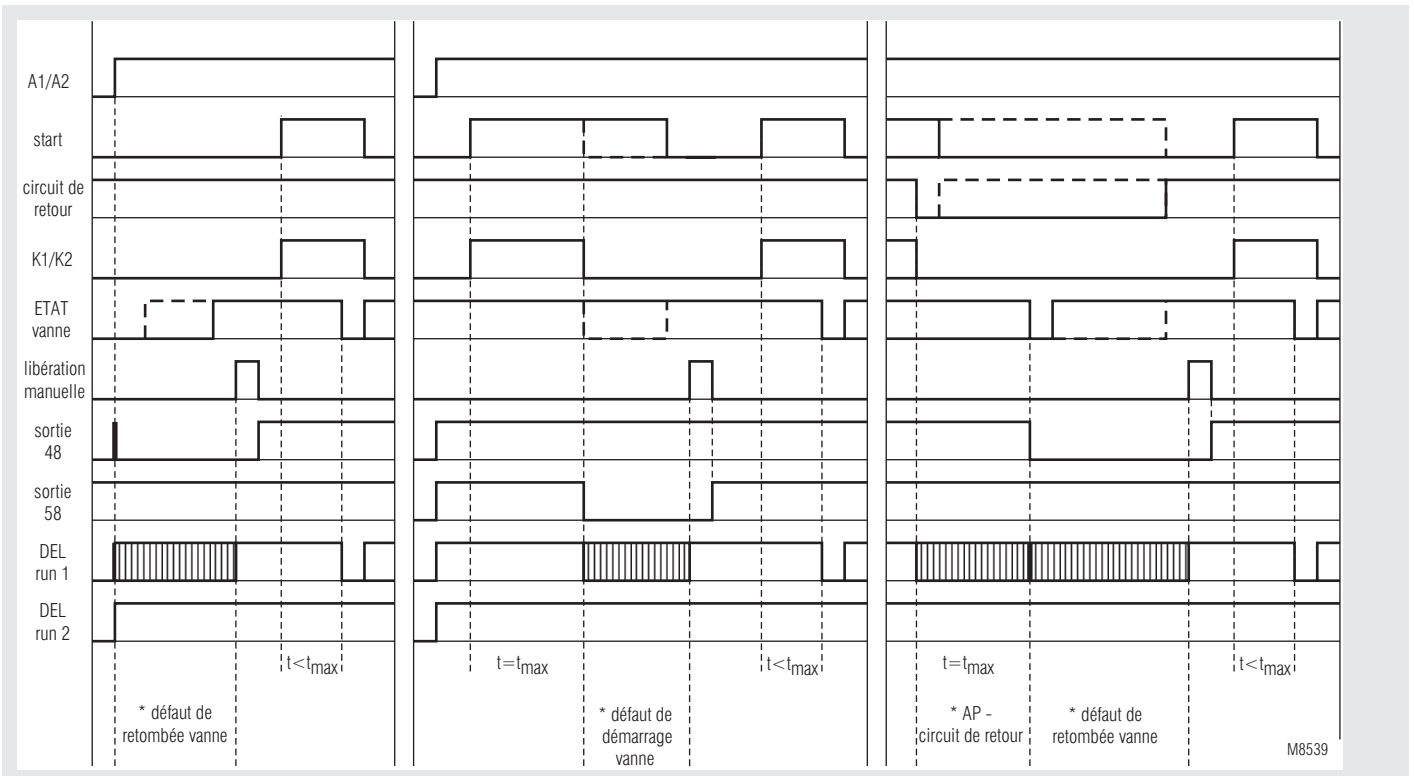 A1/A2
start
circuit de
retour
K1/K2
ETAT
vanne
libération
manuelle
sortie
48
sortie
58
DEL
run 1
DEL
run 2
t<tmax
t=tmax
t<tmax
t=tmax
t<tmax
* défaut de
retombée vanne
* défaut de
démarrage
vanne
* AP -
circuit de retour
* défaut de
retombée vanne
M8539